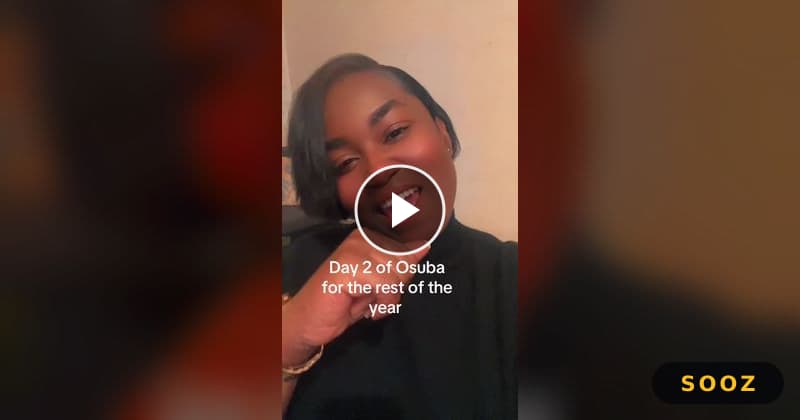 Day 2 of Osuba
for the rest of the
year
SOOZ